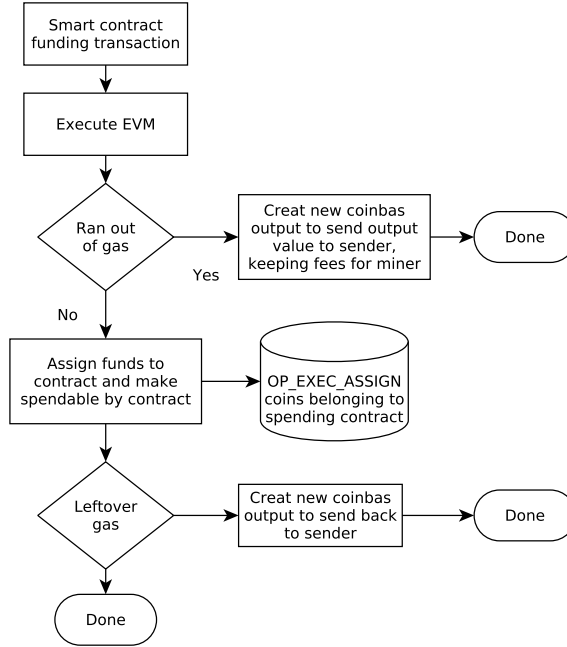 Smart contract
funding transaction
Execute EVM
Ran out
of gas
Creat new coinbas
output to send output
value to sender,
keeping fees for miner
Done
Yes
No
Assign funds to
contract and make
spendable by contract
OP_EXEC_ASSIGN
coins belonging to
spending contract
Leftover
gas
Creat new coinbas
output to send back
to sender
Done
Done